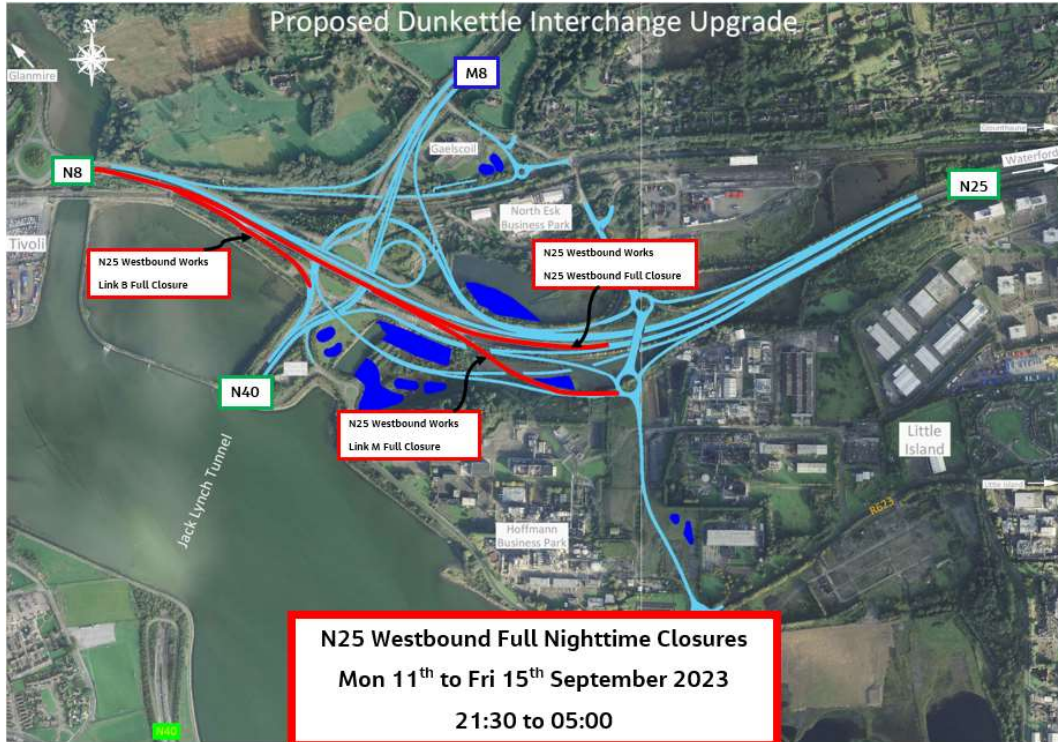 Proposed Dunkettle Interchange Upgrade
N
Glanmire
M8
Gaelscoil
Waterford
N8
N25
North Esk
Business Park
Tivoli
N25 Westbound Works
Link B Full Closure
N25 Westbound Works
N25 Westbound Full Closure
N40
N25 Westbound Works
Link M Full Closure
Jack Lynch Tunnel
Little
Island
Little Island
R623
Hoffmann
Business Park
N25 Westbound Full Nighttime Closures
Mon 11th to Fri 15th September 2023
21:30 to 05:00
N40